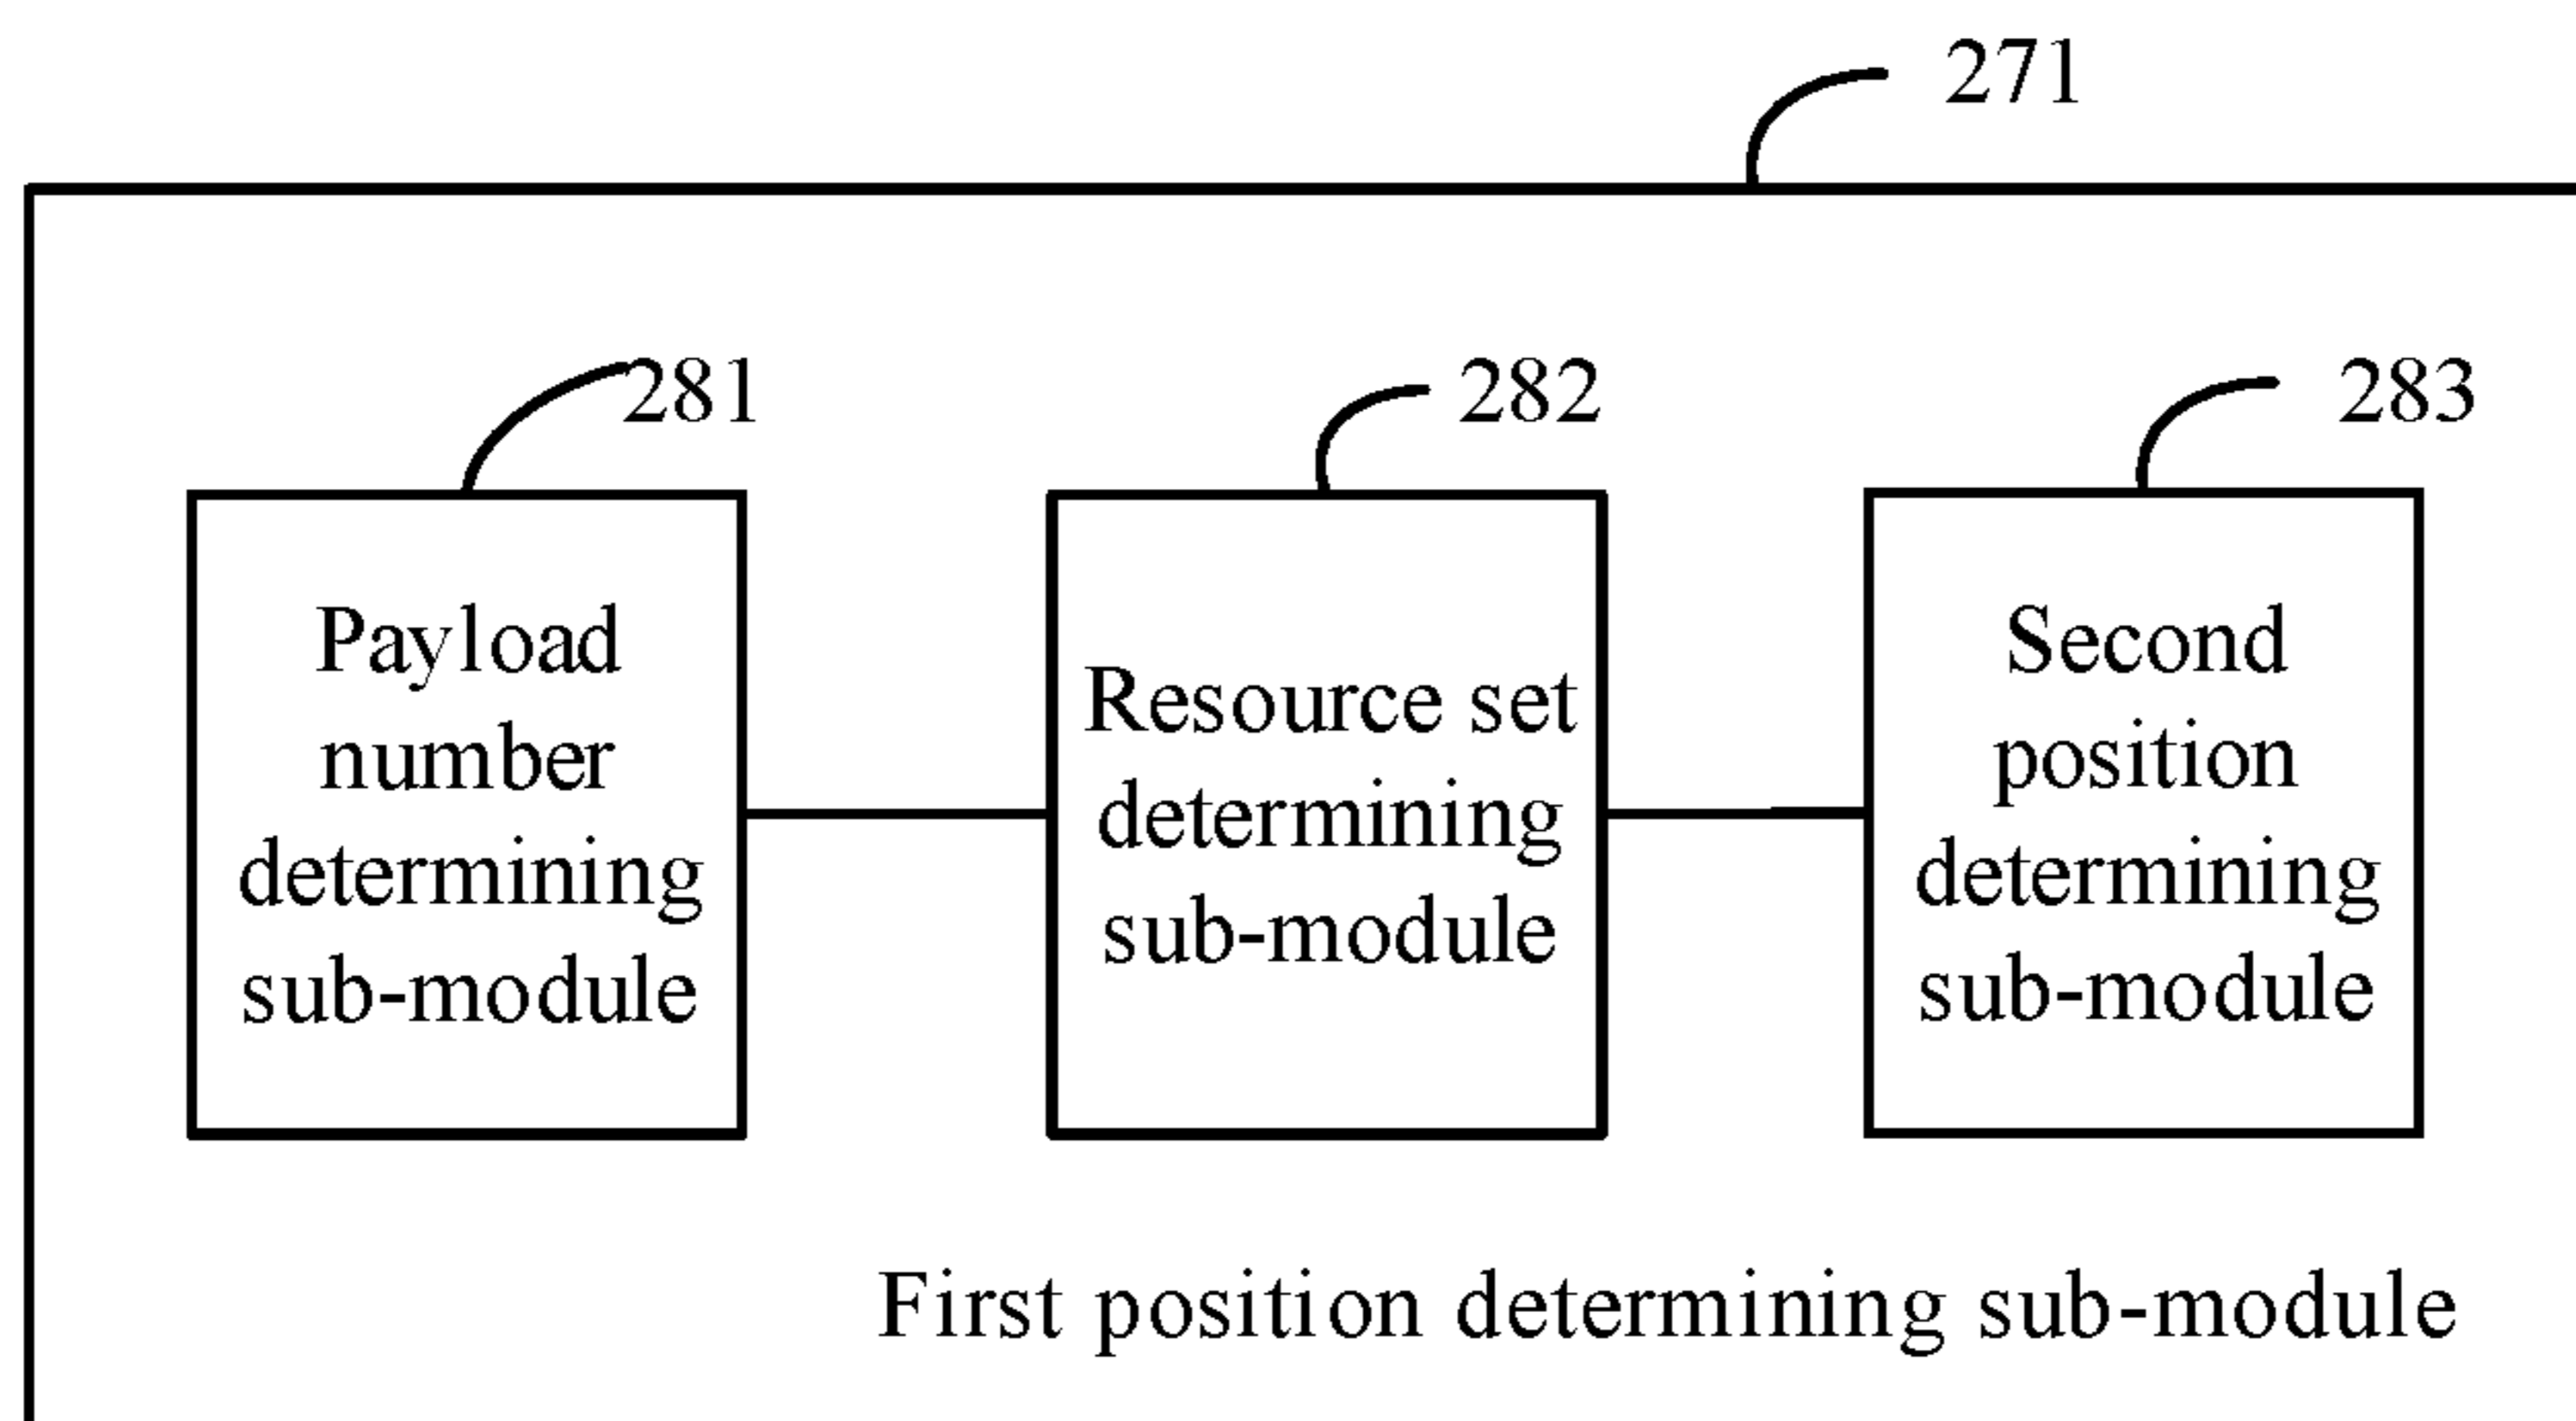 271
281
282
283
Payload
number
determining
sub-module
Resource set
determining
sub-module
Second
position
determining
sub-module
First position determining sub-module